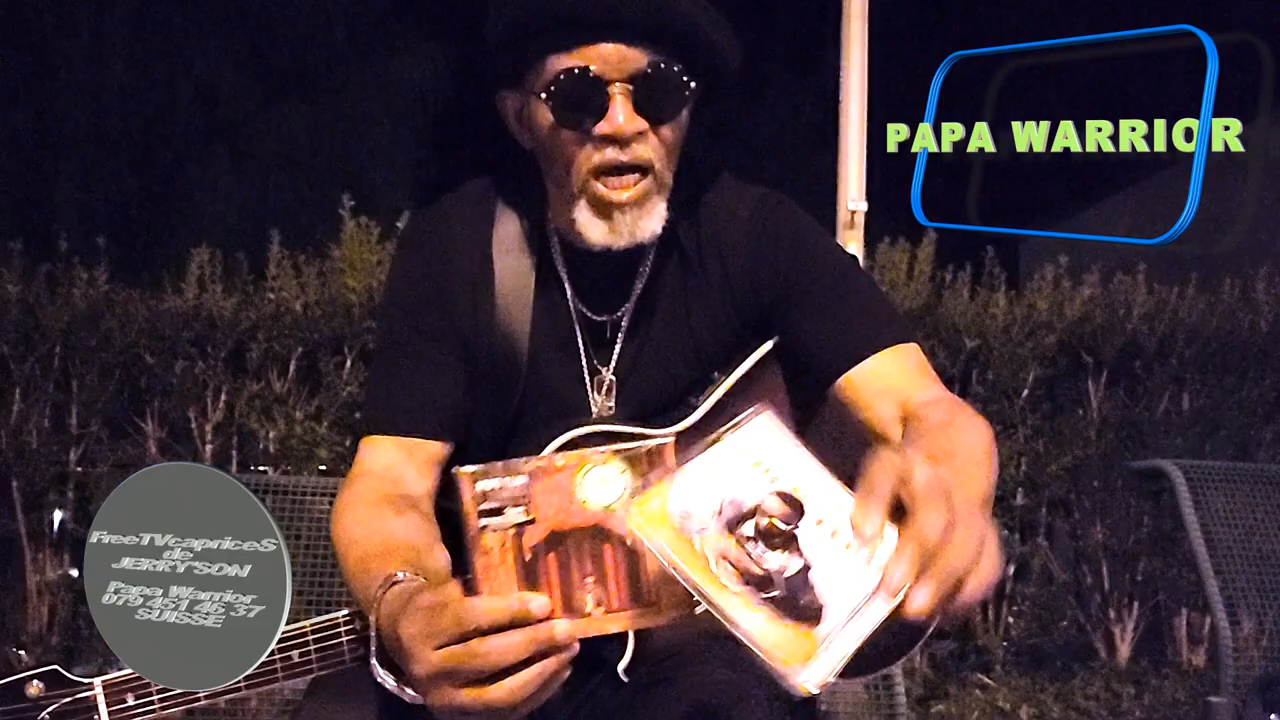 PAPA WARRIOR
FreeTVcapriceS
de
JERRY'SON
Papa Warrior
079 451 46 37
SUISSE